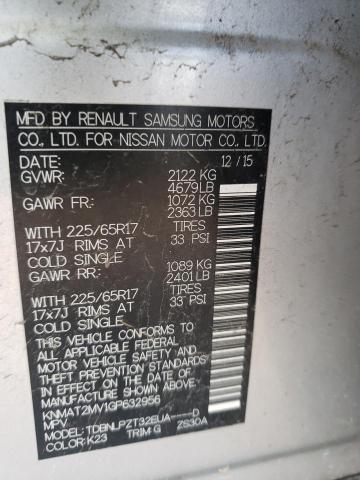 MFD BY RENAULT SAMSUNG MOTORS
CO., LTD. FOR NISSAN MOTOR CO., LTD.
DATE: 12/15
GVWR: 2122 KG
4679LB
GAWR FR: 1072 KG
2363LB
WITH 225/65R17 TIRES
17x7J RIMS AT 33 PSI
COLD SINGLE
GAWR RR: 1089 KG
2401LB
WITH 225/65R17 TIRES
17x7J RIMS AT 33 PSI
COLD SINGLE
THIS VEHICLE CONFORMS TO
ALL APPLICABLE FEDERAL
MOTOR VEHICLE SAFETY
AND THEFT PREVENTION
STANDARDS IN EFFECT ON
THE DATE OF MANUFACTURE
SHOWN ABOVE.
KNMAT2MV1GP632956
MPV
MODEL: TDBNLPZT32EUA----D
COLOR: K23 TRIM: G ZS30A